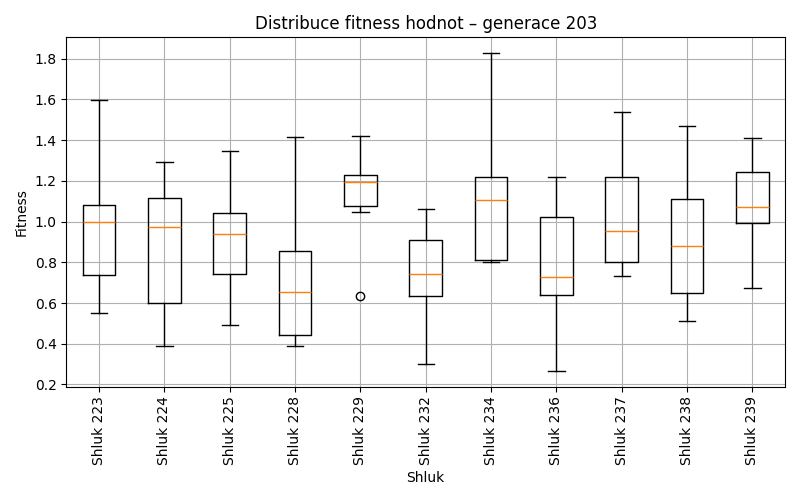 Distribuce fitness hodnot – generace 203
Fitness
1.8
1.6
1.4
1.2
1.0
0.8
0.6
0.4
0.2
Shluk 223
Shluk 224
Shluk 225
Shluk 228
Shluk 229
Shluk 232
Shluk 234
Shluk 236
Shluk 237
Shluk 238
Shluk 239
Shluk